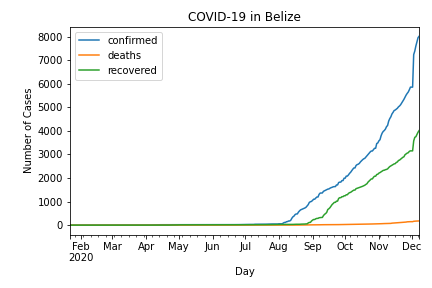 COVID-19 in Belize
confirmed
deaths
recovered
8000
7000
6000
5000
4000
3000
2000
1000
0
Number of Cases
Feb Mar Apr May Jun Jul Aug Sep Oct Nov Dec
2020
Day